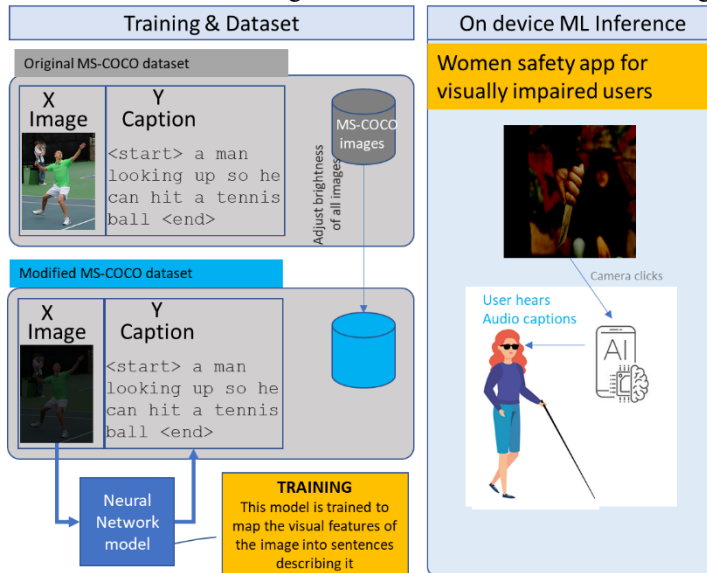 Training & Dataset
Original MS-COCO dataset
X
Image
Y
Caption
<start> a man
looking up so he
can hit a tennis
ball <end>
MS-COCO
images
Adjust brightness
of all images
Modified MS-COCO dataset
X
Image
Y
Caption
<start> a man
looking up so he
can hit a tennis
ball <end>
Neural
Network
model
TRAINING
This model is trained to
map the visual features of
the image into sentences
describing it
On device ML Inference
Women safety app for
visually impaired users
Camera clicks
User hears
Audio captions
AI